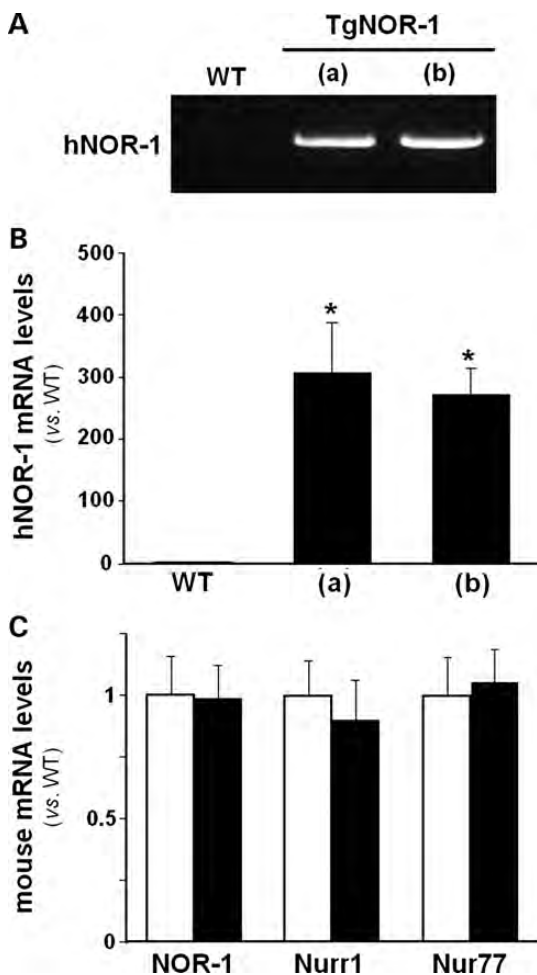 A
TgNOR-1
WT (a) (b)
hNOR-1
B
hNOR-1 mRNA levels
(vs. WT)
500
400
300
200
100
0
* *
WT (a) (b)
C
mouse mRNA levels
(vs. WT)
1
0.5
0
NOR-1 Nurr1 Nur77